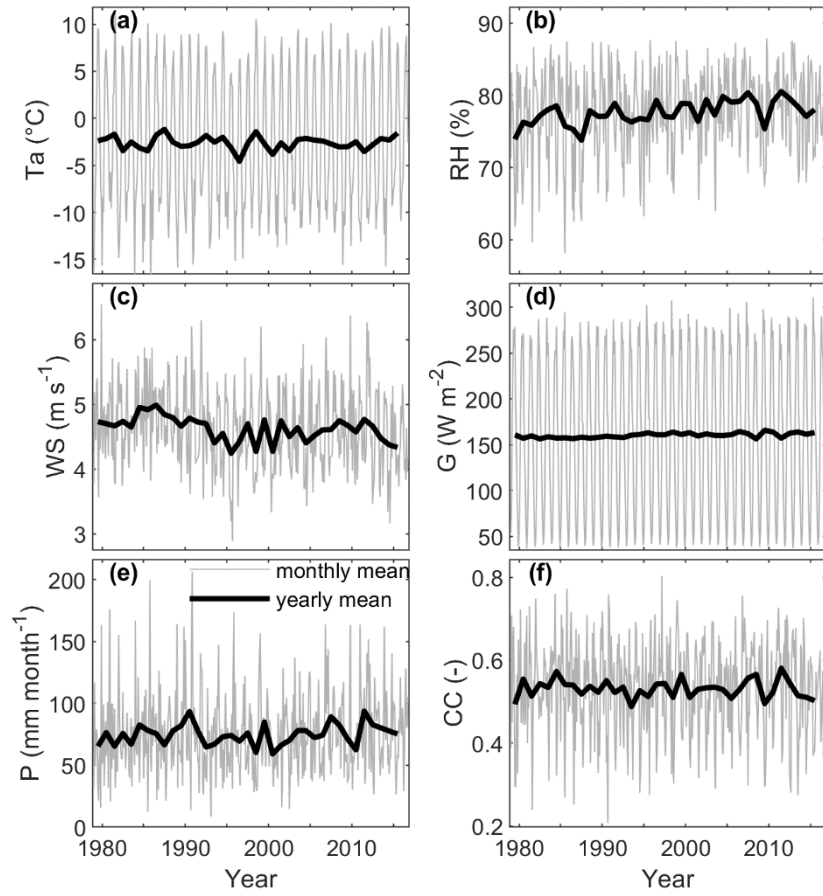 (a)
10
5
0
-5
-10
-15
Ta (°C)
(b)
90
80
70
60
RH (%)
(c)
6
5
4
3
WS (m s⁻¹)
(d)
300
250
200
150
100
50
G (W m⁻²)
(e)
monthly mean
yearly mean
200
150
100
50
0
P (mm month⁻¹)
1980 1990 2000 2010
Year
(f)
0.8
0.6
0.4
0.2
CC (-)
1980 1990 2000 2010
Year